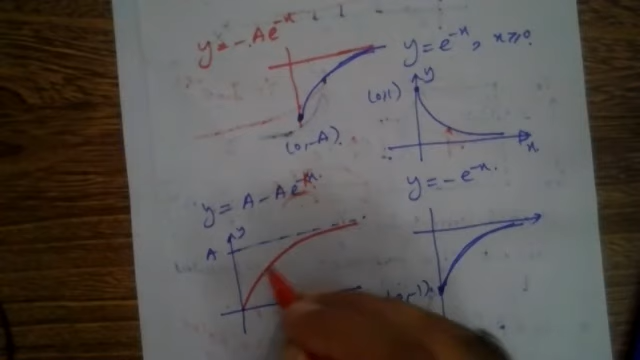 y = -Ae^-x
y = e^-x, x ≥ 0
y
(0,1)
x
(0,-A)
y = -e^-x.
y = A - Ae^-x
y
A